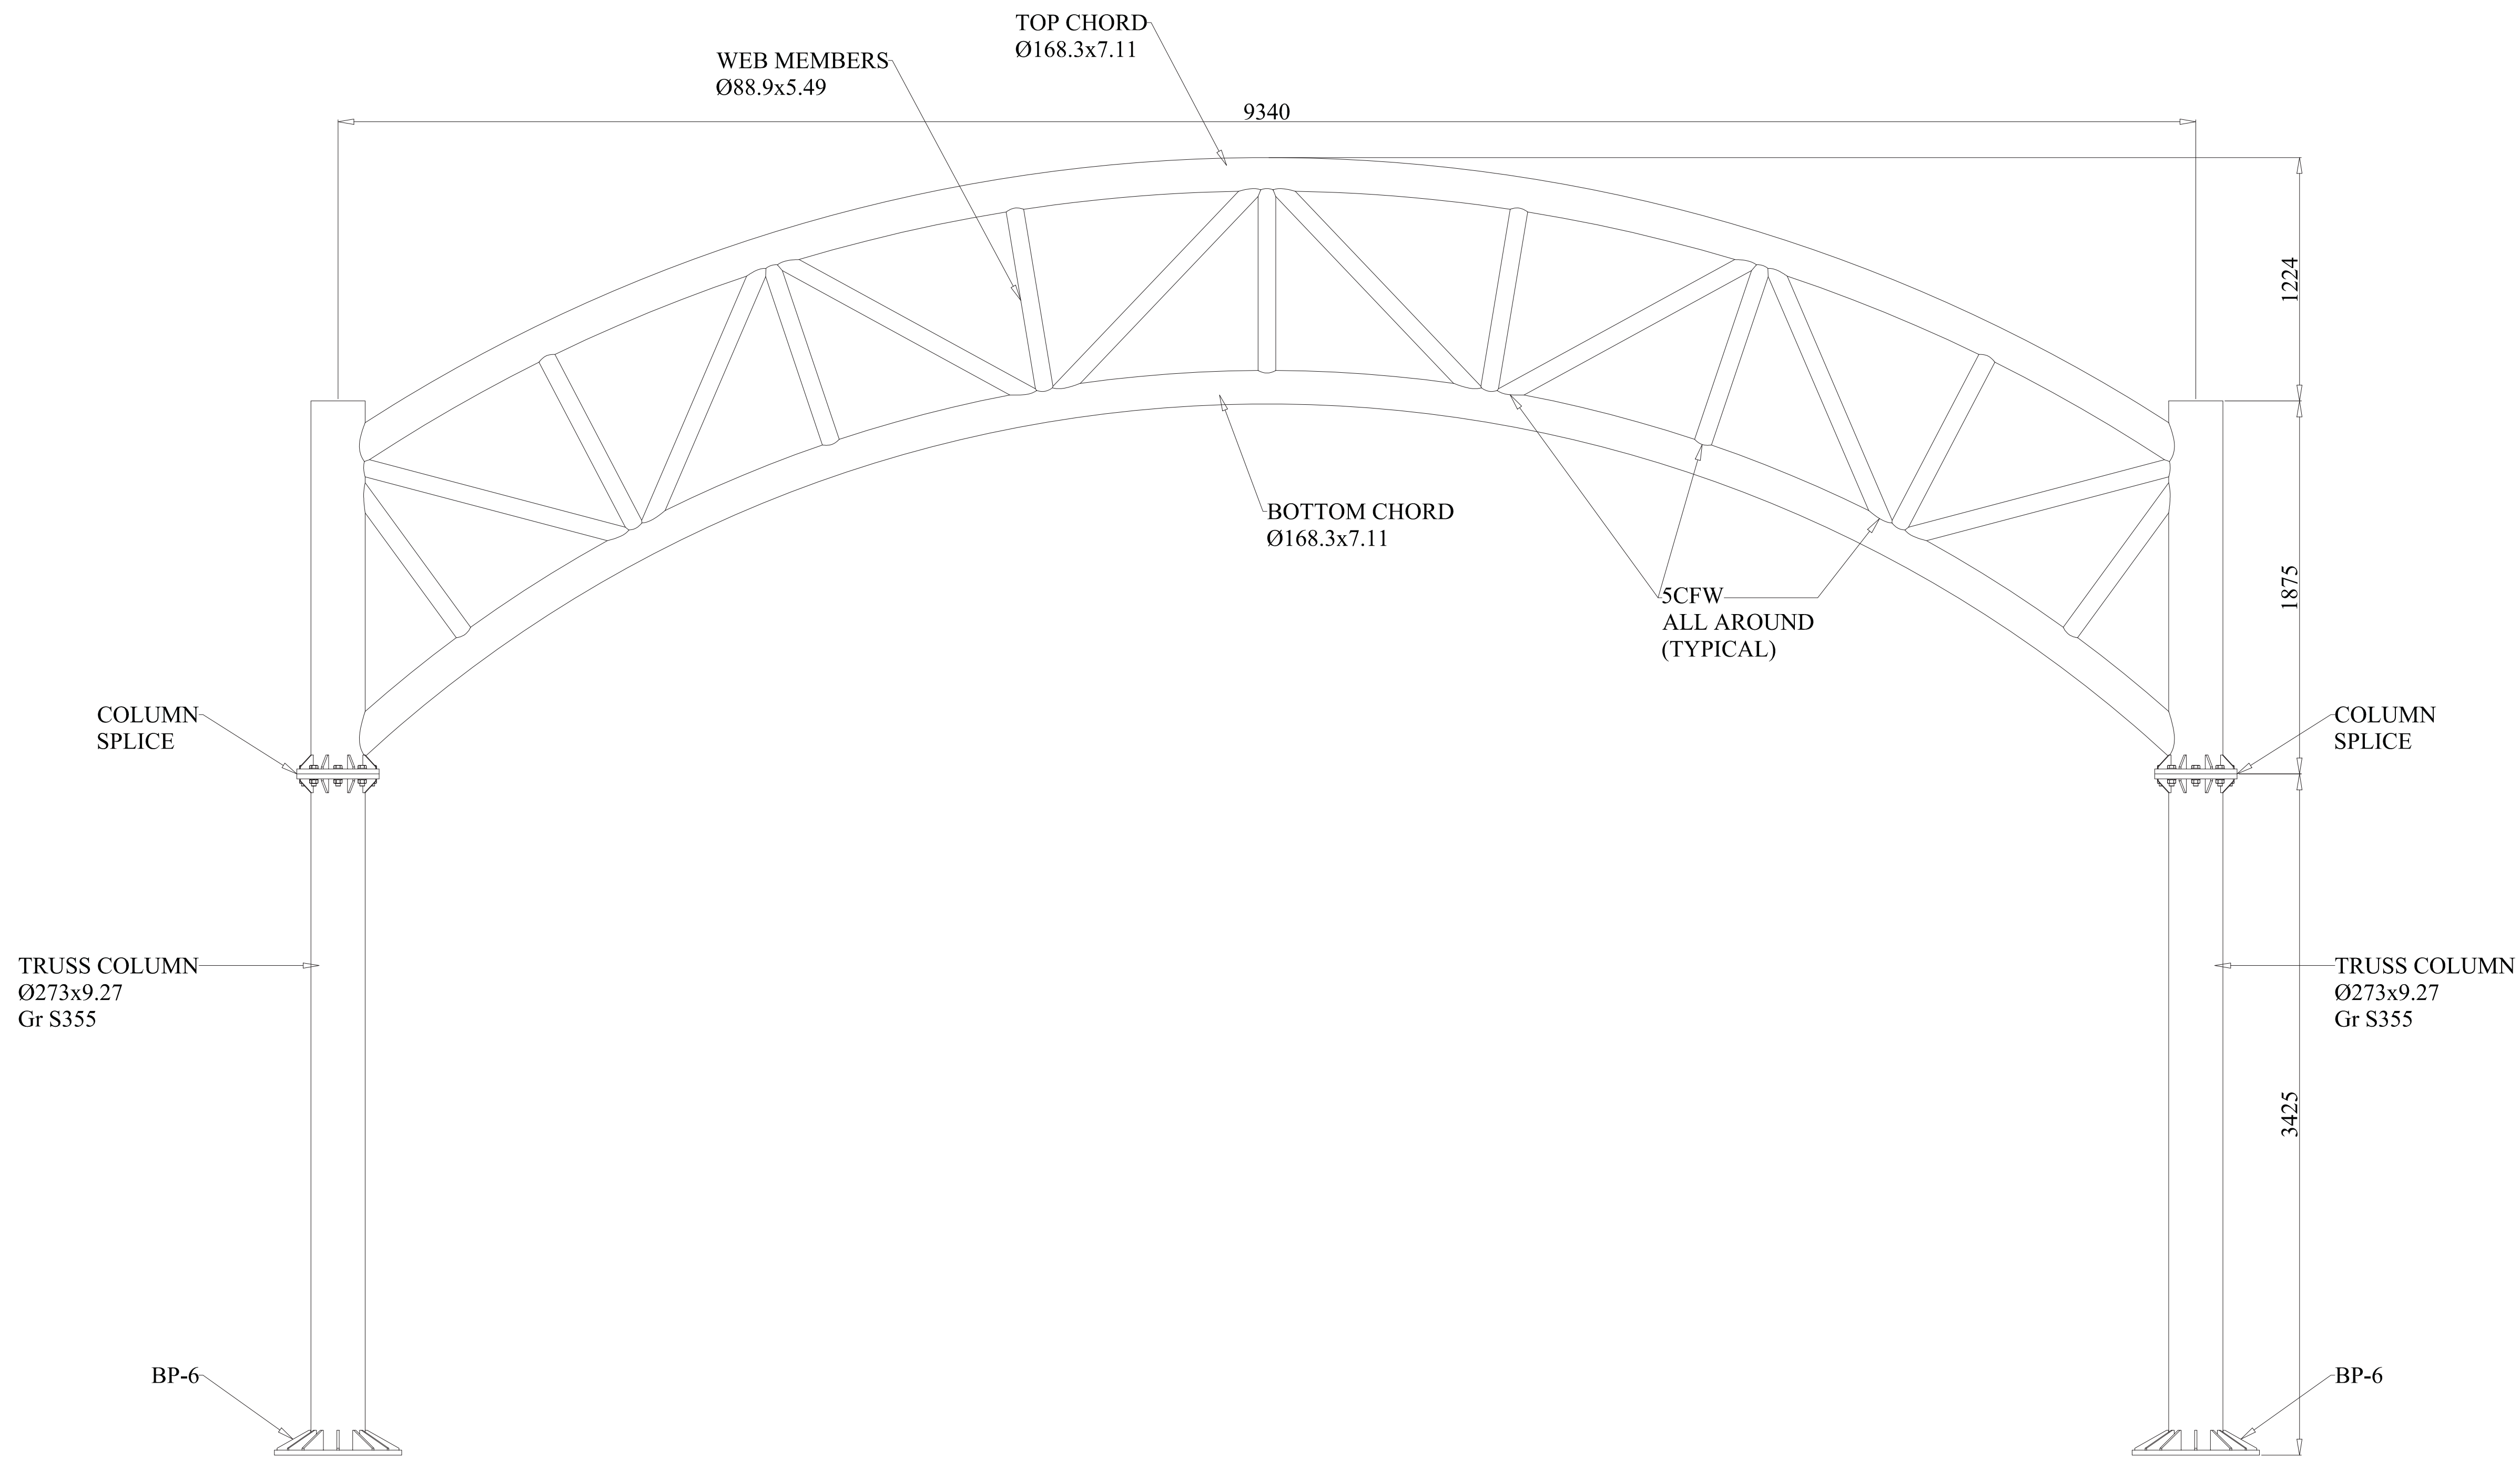 TOP CHORD
Ø168.3x7.11
WEB MEMBERS
Ø88.9x5.49
9340
1224
BOTTOM CHORD
Ø168.3x7.11
1875
5CFW
ALL AROUND
(TYPICAL)
COLUMN
SPLICE
COLUMN
SPLICE
TRUSS COLUMN
Ø273x9.27
Gr S355
TRUSS COLUMN
Ø273x9.27
Gr S355
3425
BP-6
BP-6